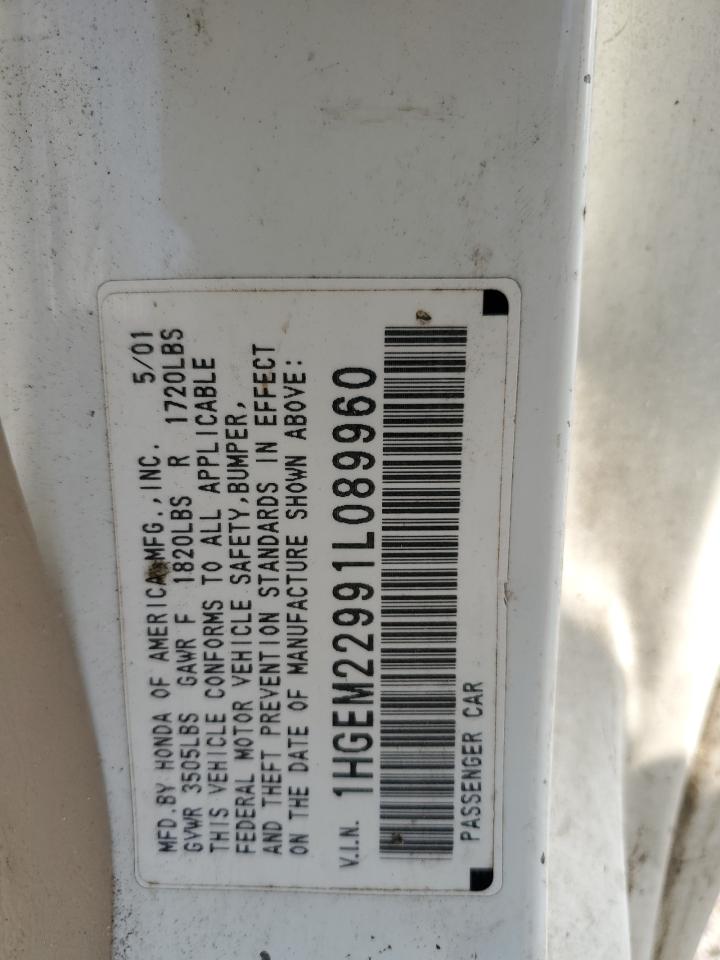 MFD.BY HONDA OF AMERICA MFG.,INC. 5/01
GVWR 3505LBS GAWR F 1820LBS R 1720LBS
THIS VEHICLE CONFORMS TO ALL APPLICABLE
FEDERAL MOTOR VEHICLE SAFETY,BUMPER,
AND THEFT PREVENTION STANDARDS IN EFFECT
ON THE DATE OF MANUFACTURE SHOWN ABOVE:
V.I.N. 1HGEM22991L089960
PASSENGER CAR